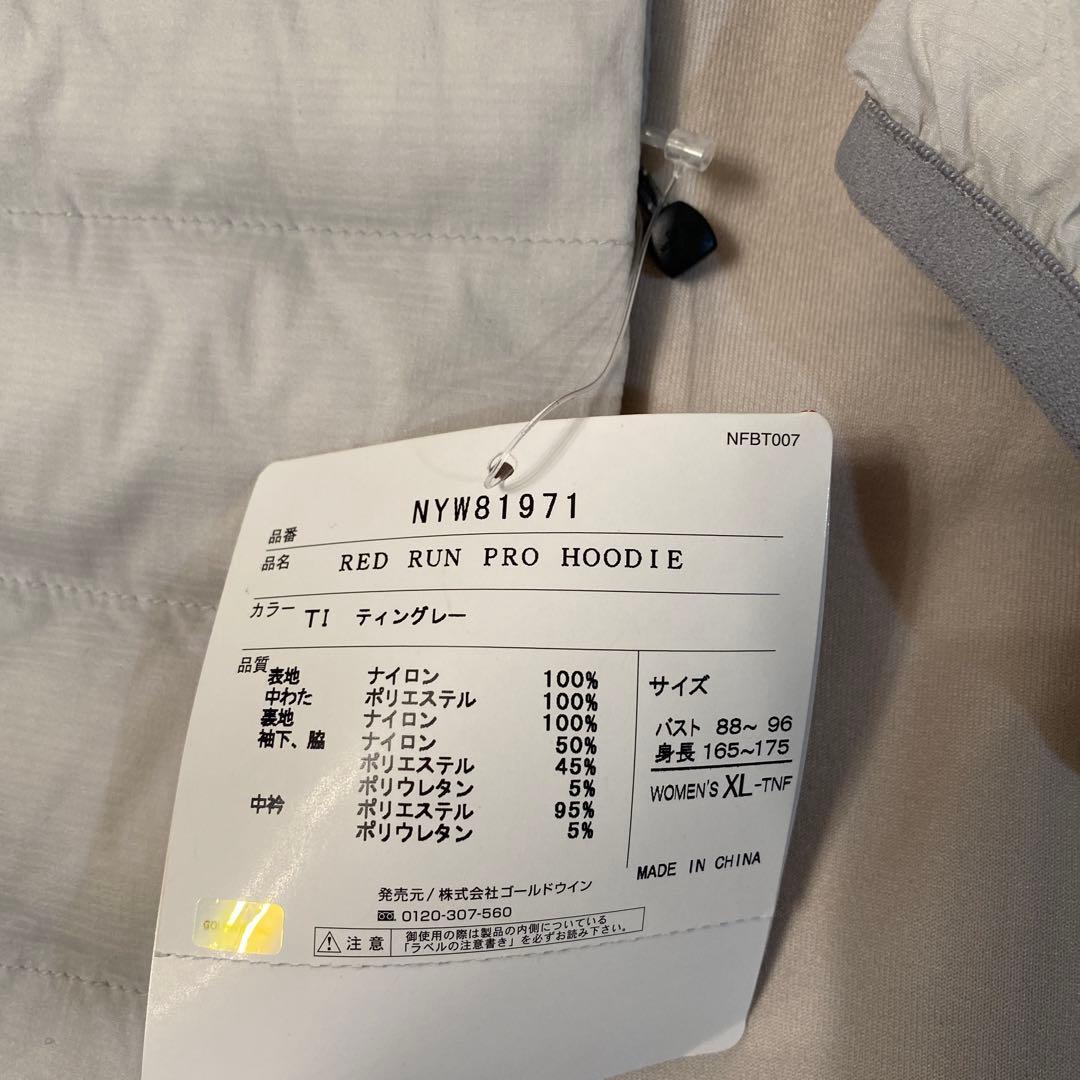 NFBT007
品番 NYW81971
品名 RED RUN PRO HOODIE
カラー TI ティングレー
品質
表地 ナイロン 100%
中わた ポリエステル 100%
裏地 ナイロン 100%
袖下、脇 ナイロン 50%
ポリエステル 45%
ポリウレタン 5%
中衿 ポリエステル 95%
ポリウレタン 5%
サイズ
バスト 88~ 96
身長 165~175
WOMEN'S XL-TNF
MADE IN CHINA
発売元/株式会社ゴールドウイン
0120-307-560
注意
御使用の際は製品の内側についている
「ラベルの注意書き」を必ずお読み下さい。